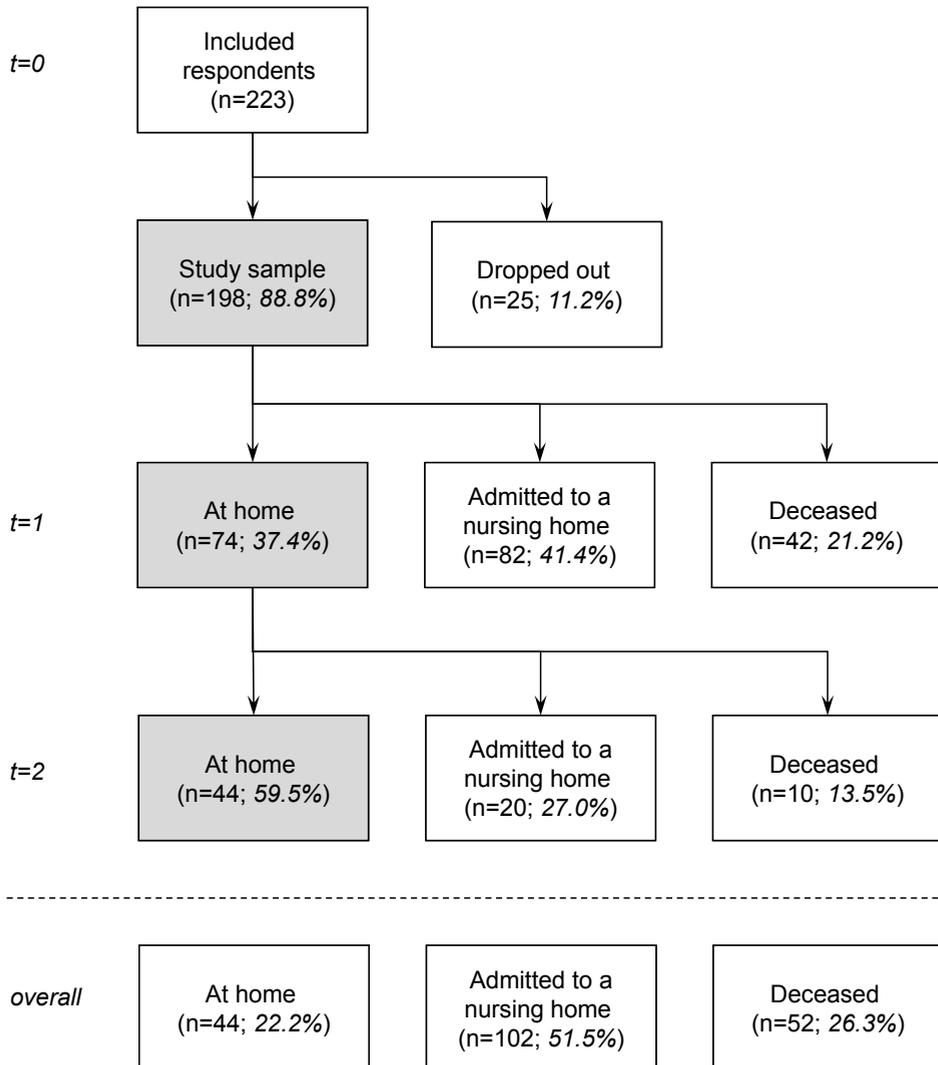 t=0
Included
respondents
(n=223)
Study sample
(n=198; 88.8%)
Dropped out
(n=25; 11.2%)
t=1
At home
(n=74; 37.4%)
Admitted to a
nursing home
(n=82; 41.4%)
Deceased
(n=42; 21.2%)
t=2
At home
(n=44; 59.5%)
Admitted to a
nursing home
(n=20; 27.0%)
Deceased
(n=10; 13.5%)
overall
At home
(n=44; 22.2%)
Admitted to a
nursing home
(n=102; 51.5%)
Deceased
(n=52; 26.3%)